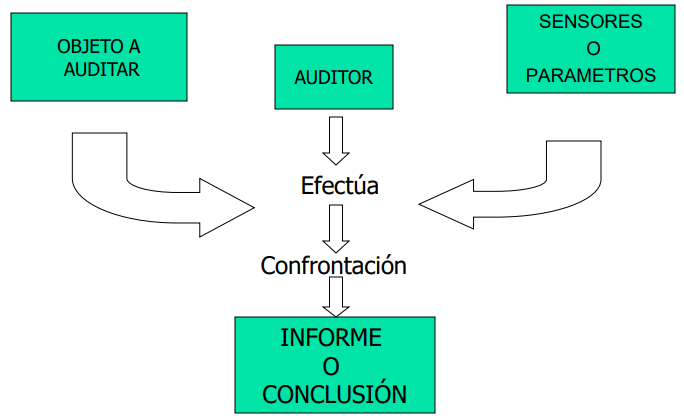 OBJETO A
AUDITAR
AUDITOR
SENSORES
O
PARAMETROS
Efectúa
Confrontación
INFORME
O
CONCLUSIÓN